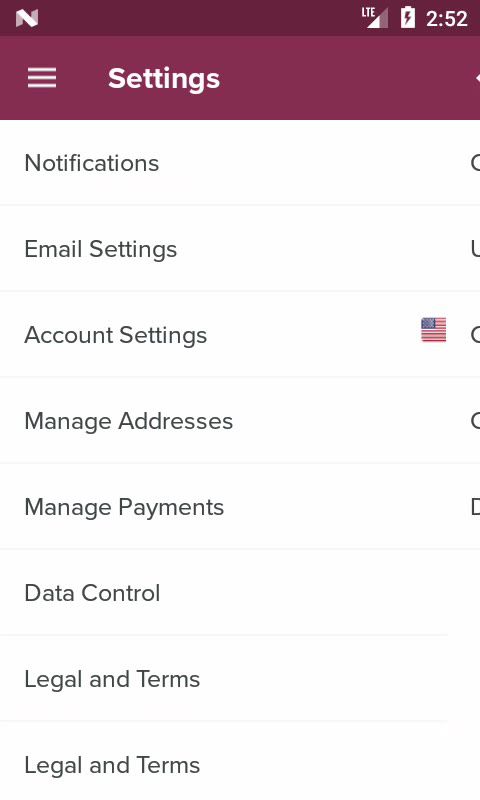 LTE 2:52
Settings
Notifications
Email Settings
Account Settings
Manage Addresses
Manage Payments
Data Control
Legal and Terms
Legal and Terms